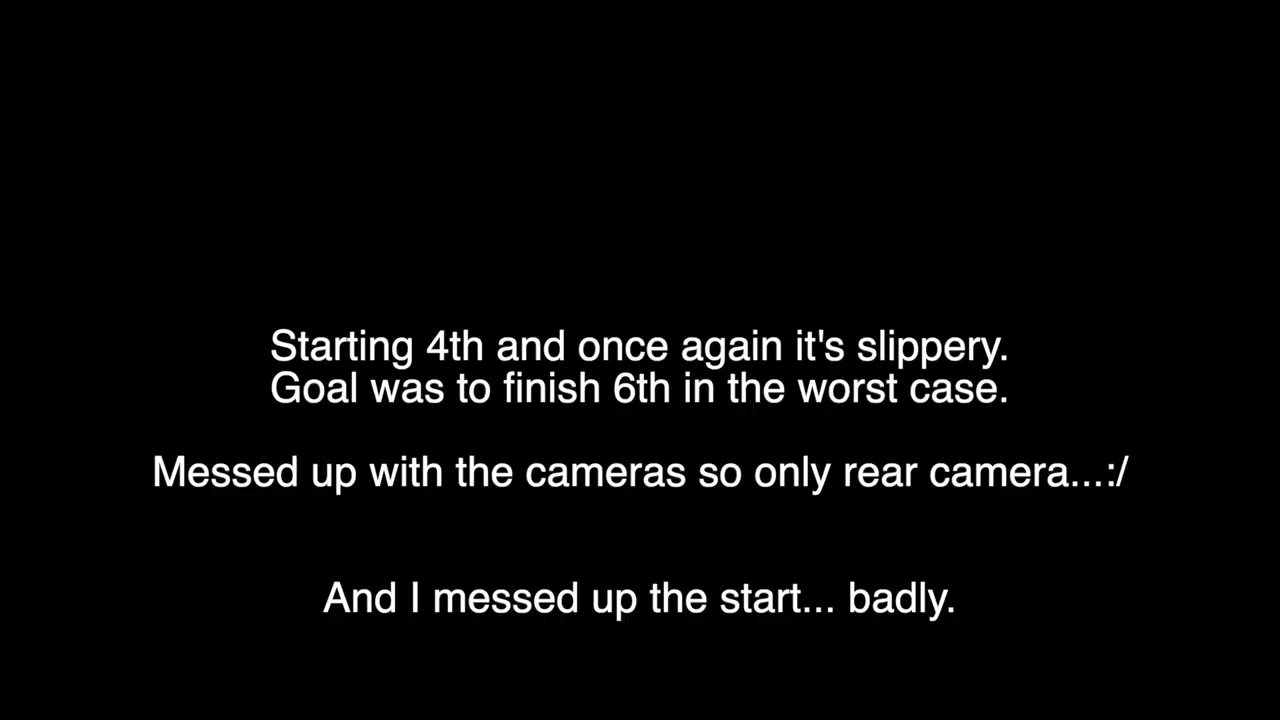 Starting 4th and once again it's slippery.
Goal was to finish 6th in the worst case.
Messed up with the cameras so only rear camera...:/
And I messed up the start... badly.